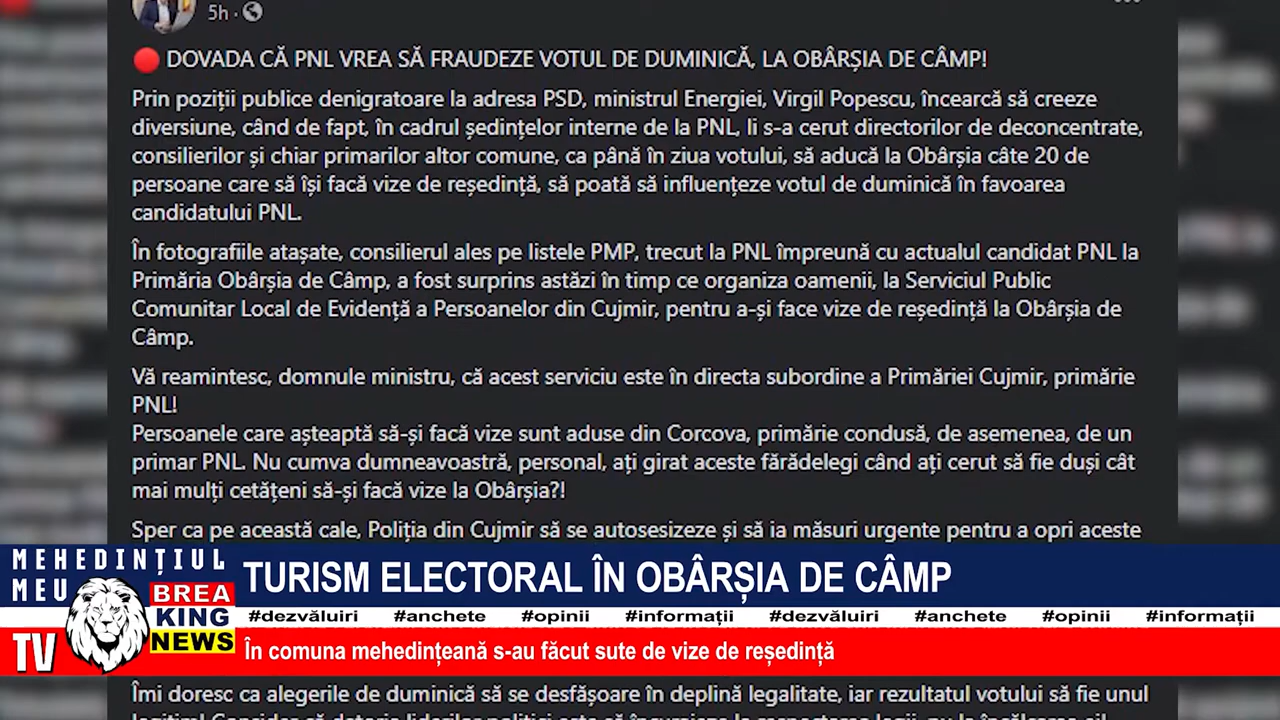 5h
DOVADA CĂ PNL VREA SĂ FRAUDEZE VOTUL DE DUMINICĂ, LA OBÂRȘIA DE CÂMP!
Prin poziții publice denigratoare la adresa PSD, ministrul Energiei, Virgil Popescu, încearcă să creeze
diversiune, când de fapt, în cadrul ședințelor interne de la PNL, li s-a cerut directorilor de deconcentrate,
consilierilor și chiar primarilor altor comune, ca până în ziua votului, să aducă la Obârșia câte 20 de
persoane care să își facă vize de reședință, să poată să influențeze votul de duminică în favoarea
candidatului PNL.
În fotografiile atașate, consilierul ales pe listele PMP, trecut la PNL împreună cu actualul candidat PNL la
Primăria Obârșia de Câmp, a fost surprins astăzi în timp ce organiza oamenii, la Serviciul Public
Comunitar Local de Evidență a Persoanelor din Cujmir, pentru a-și face vize de reședință la Obârșia de
Câmp.
Vă reamintesc, domnule ministru, că acest serviciu este în directa subordine a Primăriei Cujmir, primărie
PNL!
Persoanele care așteaptă să-și facă vize sunt aduse din Corcova, primărie condusă, de asemenea, de un
primar PNL. Nu cumva dumneavoastră, personal, ați girat aceste fărădelegi când ați cerut să fie duși cât
mai mulți cetățeni să-și facă vize la Obârșia?!
Sper ca pe această cale, Poliția din Cujmir să se autosesizeze și să ia măsuri urgente pentru a opri aceste
MEHEDINȚIUL
MEU
TV
BREA
KING
NEWS
TURISM ELECTORAL ÎN OBÂRȘIA DE CÂMP
#dezvăluiri #anchete #opinii #informații #dezvăluiri #anchete #opinii #informații
În comuna mehedințeană s-au făcut sute de vize de reședință
Îmi doresc ca alegerile de duminică să se desfășoare în deplină legalitate, iar rezultatul votului să fie unul